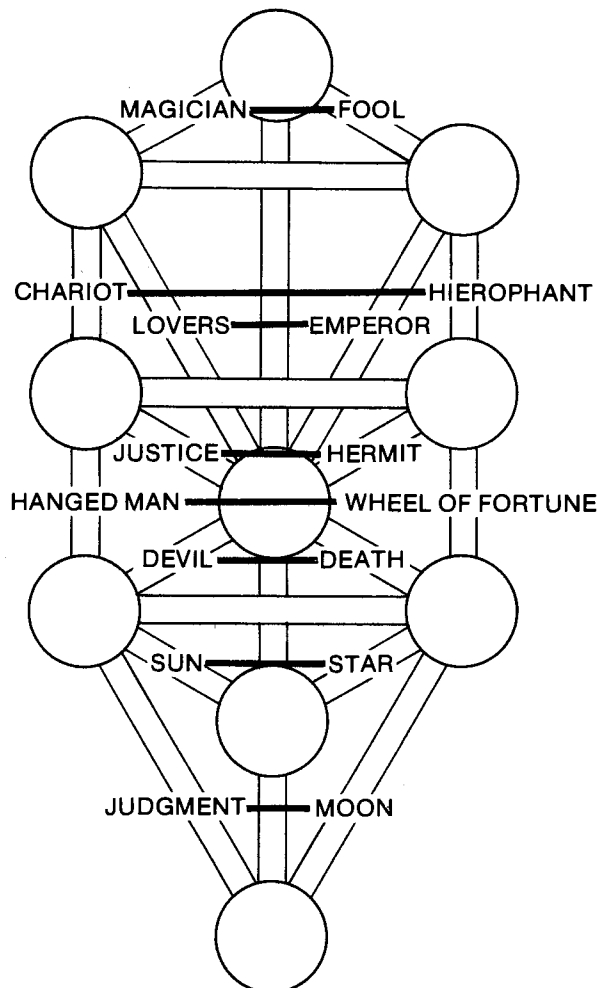 MAGICIAN FOOL
CHARIOT HIEROPHANT
LOVERS EMPEROR
JUSTICE HERMIT
HANGED MAN WHEEL OF FORTUNE
DEVIL DEATH
SUN STAR
JUDGMENT MOON